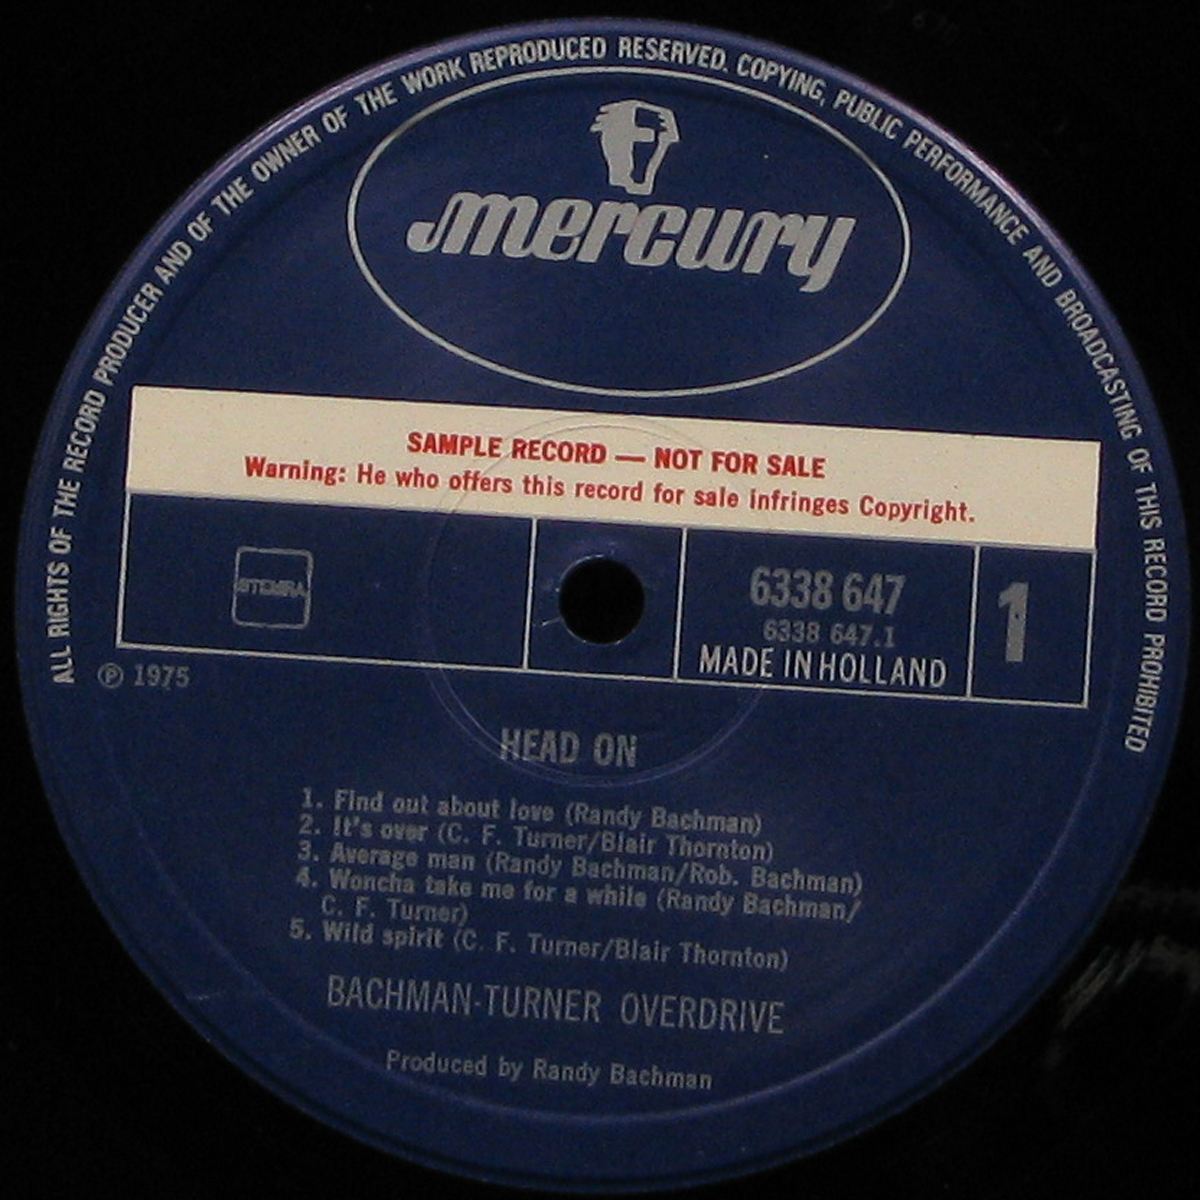 ALL RIGHTS OF THE RECORD PRODUCER AND OF THE OWNER OF THE WORK REPRODUCED RESERVED. COPYING, PUBLIC PERFORMANCE AND BROADCASTING OF THIS RECORD PROHIBITED
mercury
SAMPLE RECORD — NOT FOR SALE
Warning: He who offers this record for sale infringes Copyright.
STEMRA
6338 647
6338 647.1
MADE IN HOLLAND
1
℗ 1975
HEAD ON
1. Find out about love (Randy Bachman)
2. It's over (C. F. Turner/Blair Thornton)
3. Average man (Randy Bachman/Rob. Bachman)
4. Woncha take me for a while (Randy Bachman/
C. F. Turner)
5. Wild spirit (C. F. Turner/Blair Thornton)
BACHMAN-TURNER OVERDRIVE
Produced by Randy Bachman